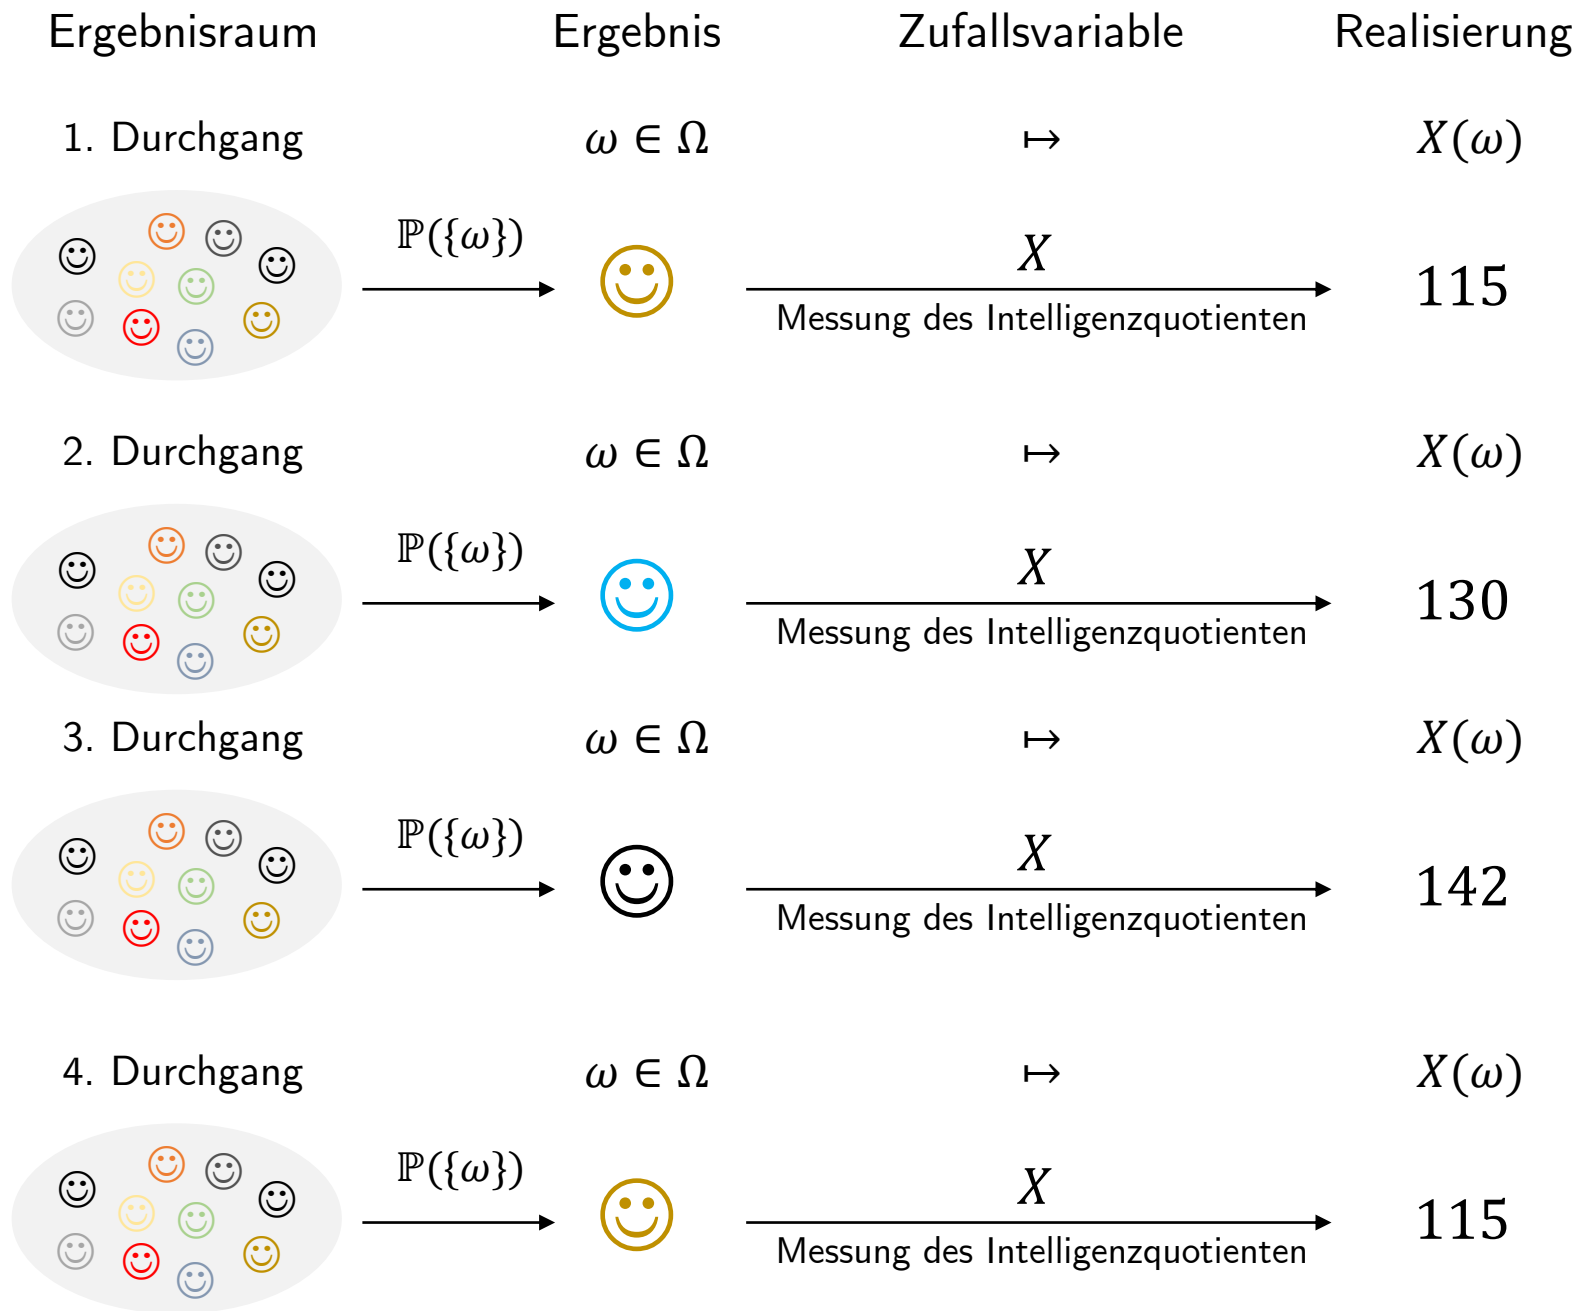 Ergebnisraum Ergebnis Zufallsvariable Realisierung
1. Durchgang ω ∈ Ω ↦ X(ω)
ℙ({ω}) X 115
Messung des Intelligenzquotienten
2. Durchgang ω ∈ Ω ↦ X(ω)
ℙ({ω}) X 130
Messung des Intelligenzquotienten
3. Durchgang ω ∈ Ω ↦ X(ω)
ℙ({ω}) X 142
Messung des Intelligenzquotienten
4. Durchgang ω ∈ Ω ↦ X(ω)
ℙ({ω}) X 115
Messung des Intelligenzquotienten